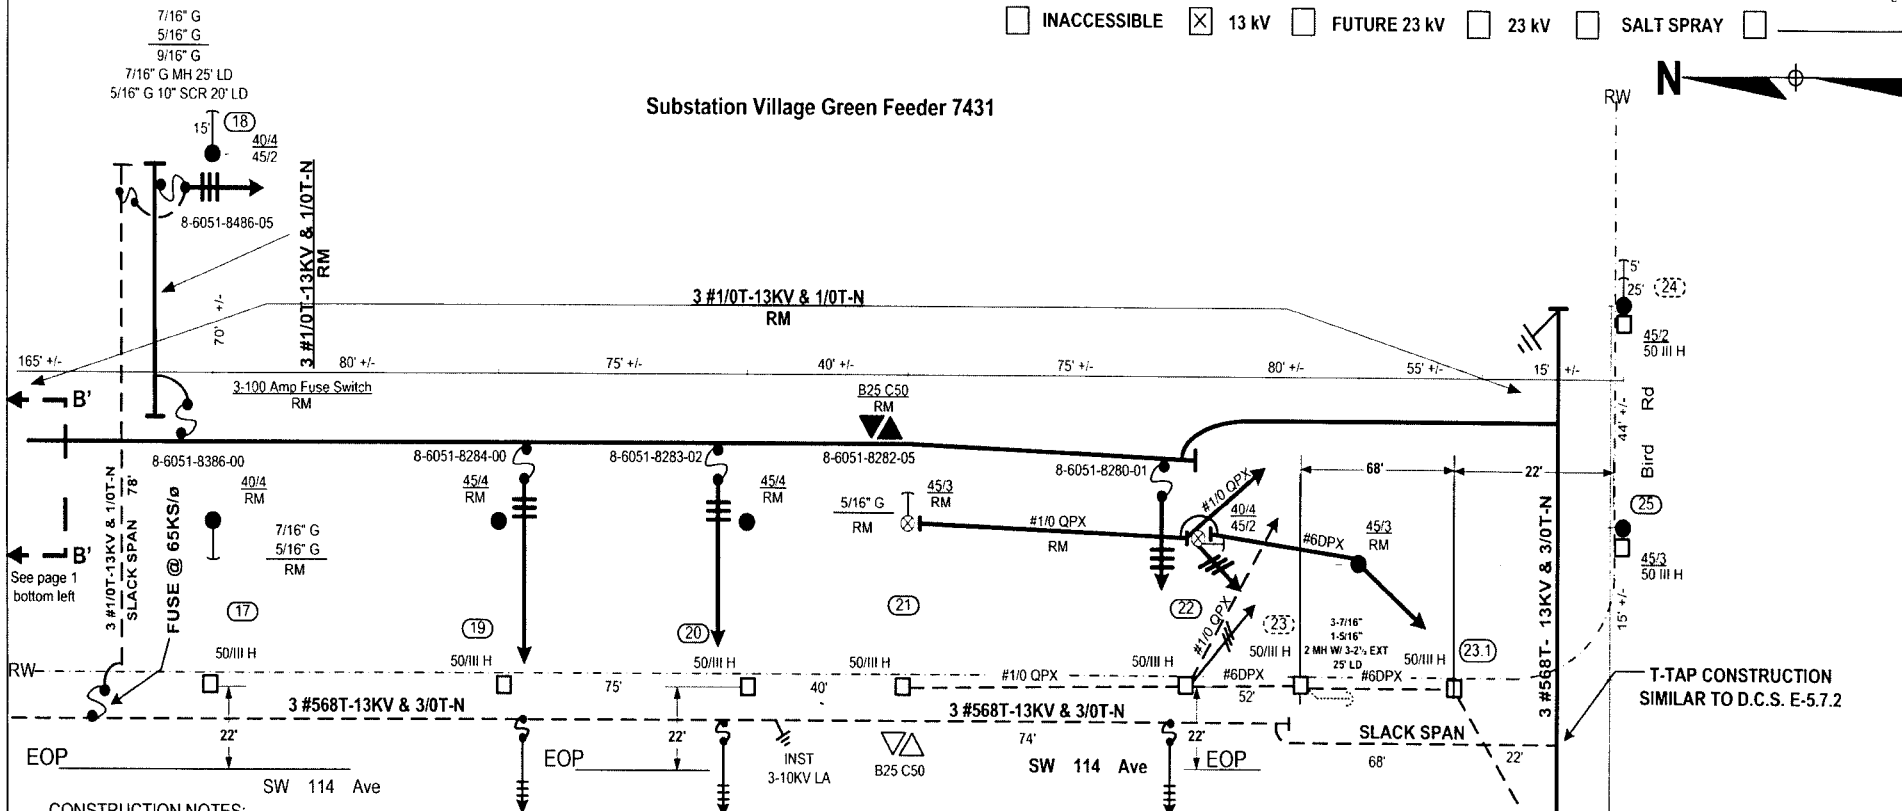 INACCESSIBLE 13 kV FUTURE 23 kV 23 kV SALT SPRAY
7/16" G
5/16" G
9/16" G
7/16" G MH 25' LD
5/16" G 10" SCR 20' LD
Substation Village Green Feeder 7431
N
RW
15'
18
40/4
45/2
8-6051-8486-05
3 #1/0T-13KV & 1/0T-N
RM
70' +/-
3 #1/0T-13KV & 1/0T-N
RM
5'
25'
24
45/2
50 III H
165' +/-
80' +/-
75' +/-
40' +/-
75' +/-
80' +/-
55' +/-
15' +/-
44' +/-
Bird Rd
B'
3-100 Amp Fuse Switch
RM
B25 C50
RM
8-6051-8386-00
8-6051-8284-00
8-6051-8283-02
8-6051-8282-05
8-6051-8280-01
68'
22'
3 #1/0T-13KV & 1/0T-N
SLACK SPAN 78'
FUSE @ 65KS/ø
40/4
RM
45/4
RM
45/4
RM
5/16" G
RM
45/3
RM
#1/0 QPX
RM
#1/0 QPX
40/4
45/2
#6DPX
45/3
RM
25
45/3
50 III H
7/16" G
5/16" G
RM
B'
See page 1
bottom left
17
19
20
21
22
23
23.1
#1/0 QPX
3-7/16"
1-5/16"
2 MH W/ 3-2½ EXT
25' LD
3 #568T- 13KV & 3/0T-N
15' +/-
RW
50/III H
50/III H
50/III H
50/III H
50/III H
50/III H
50/III H
75'
40'
#1/0 QPX
#6DPX
52'
#6DPX
T-TAP CONSTRUCTION
SIMILAR TO D.C.S. E-5.7.2
3 #568T-13KV & 3/0T-N
3 #568T-13KV & 3/0T-N
22'
22'
22'
74'
SLACK SPAN
68'
22'
EOP
EOP
EOP
INST
3-10KV LA
B25 C50
SW 114 Ave
SW 114 Ave
CONSTRUCTION NOTES: